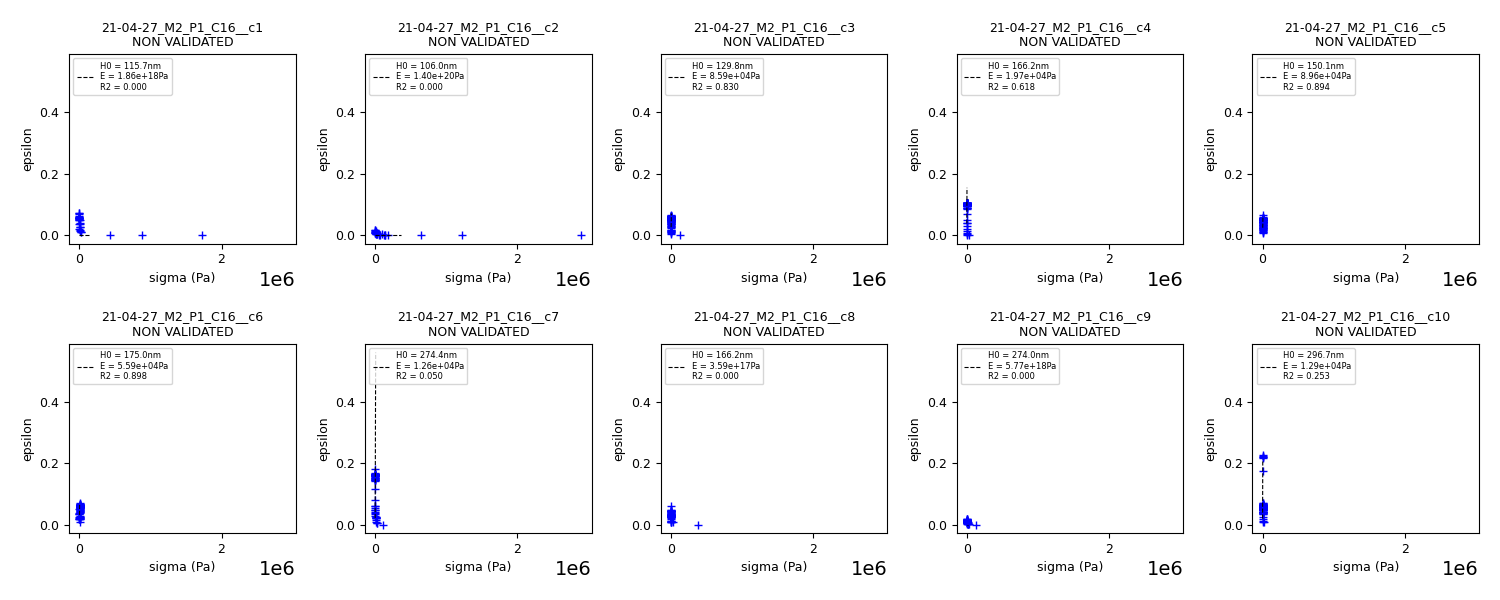 21-04-27_M2_P1_C16__c1
NON VALIDATED
H0 = 115.7nm
E = 1.86e+18Pa
R2 = 0.000
0.4
0.2
0.0
epsilon
0
2
sigma (Pa)
1e6
21-04-27_M2_P1_C16__c2
NON VALIDATED
H0 = 106.0nm
E = 1.40e+20Pa
R2 = 0.000
0.4
0.2
0.0
epsilon
0
2
sigma (Pa)
1e6
21-04-27_M2_P1_C16__c3
NON VALIDATED
H0 = 129.8nm
E = 8.59e+04Pa
R2 = 0.830
0.4
0.2
0.0
epsilon
0
2
sigma (Pa)
1e6
21-04-27_M2_P1_C16__c4
NON VALIDATED
H0 = 166.2nm
E = 1.97e+04Pa
R2 = 0.618
0.4
0.2
0.0
epsilon
0
2
sigma (Pa)
1e6
21-04-27_M2_P1_C16__c5
NON VALIDATED
H0 = 150.1nm
E = 8.96e+04Pa
R2 = 0.894
0.4
0.2
0.0
epsilon
0
2
sigma (Pa)
1e6
21-04-27_M2_P1_C16__c6
NON VALIDATED
H0 = 175.0nm
E = 5.59e+04Pa
R2 = 0.898
0.4
0.2
0.0
epsilon
0
2
sigma (Pa)
1e6
21-04-27_M2_P1_C16__c7
NON VALIDATED
H0 = 274.4nm
E = 1.26e+04Pa
R2 = 0.050
0.4
0.2
0.0
epsilon
0
2
sigma (Pa)
1e6
21-04-27_M2_P1_C16__c8
NON VALIDATED
H0 = 166.2nm
E = 3.59e+17Pa
R2 = 0.000
0.4
0.2
0.0
epsilon
0
2
sigma (Pa)
1e6
21-04-27_M2_P1_C16__c9
NON VALIDATED
H0 = 274.0nm
E = 5.77e+18Pa
R2 = 0.000
0.4
0.2
0.0
epsilon
0
2
sigma (Pa)
1e6
21-04-27_M2_P1_C16__c10
NON VALIDATED
H0 = 296.7nm
E = 1.29e+04Pa
R2 = 0.253
0.4
0.2
0.0
epsilon
0
2
sigma (Pa)
1e6